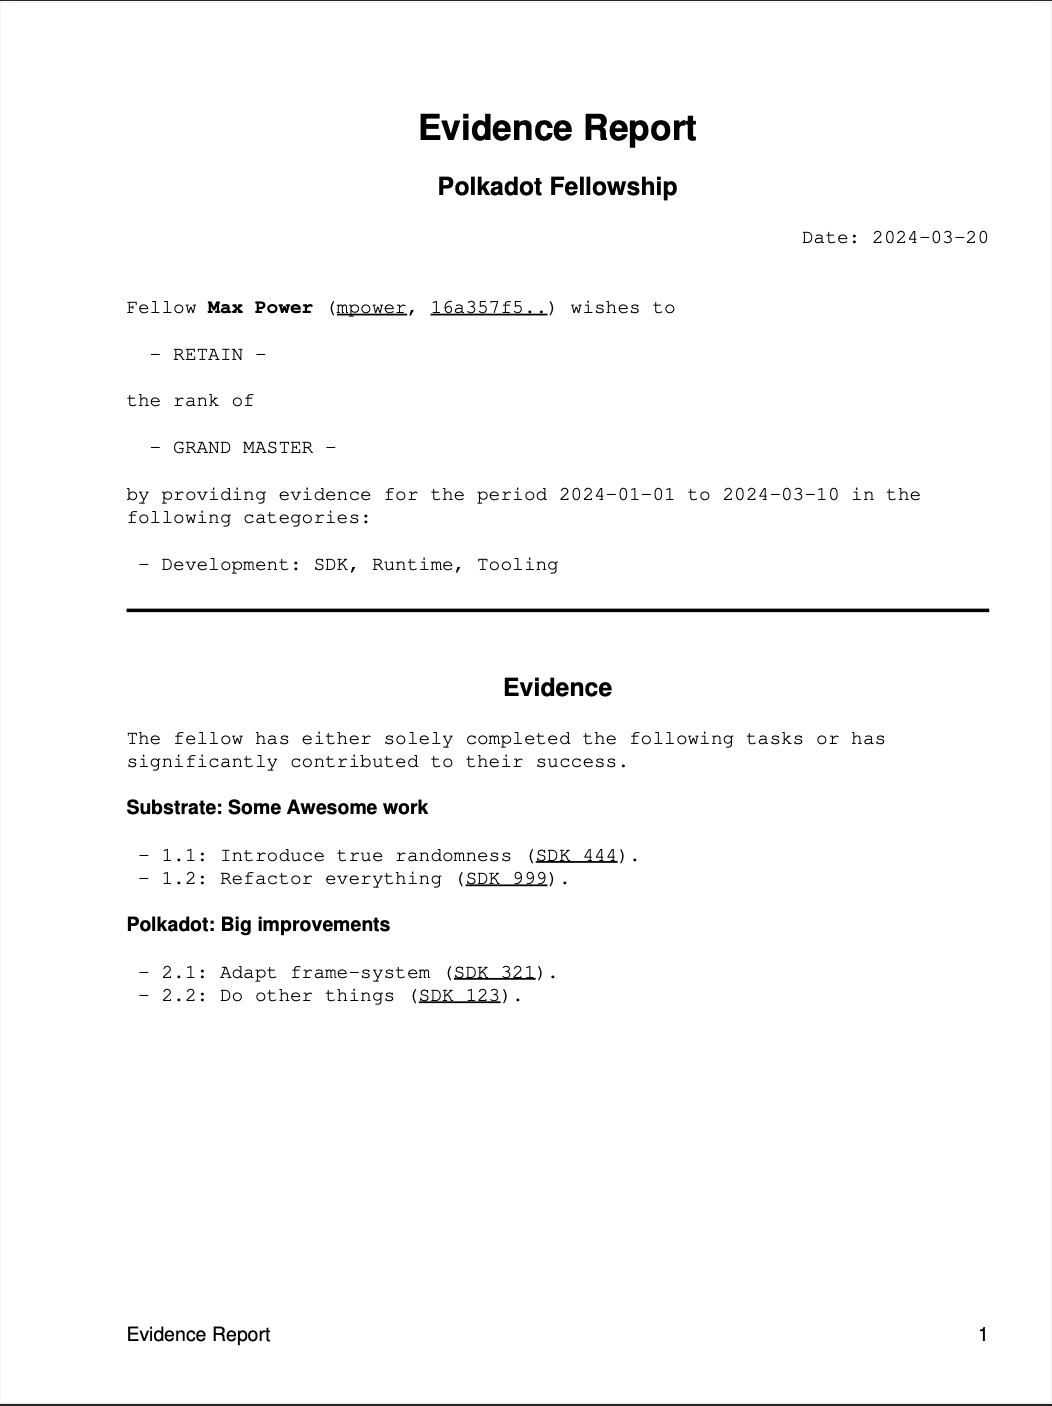 Evidence Report
Polkadot Fellowship
Date: 2024-03-20
Fellow Max Power (mpower, 16a357f5..) wishes to
- RETAIN -
the rank of
- GRAND MASTER -
by providing evidence for the period 2024-01-01 to 2024-03-10 in the
following categories:
- Development: SDK, Runtime, Tooling
Evidence
The fellow has either solely completed the following tasks or has
significantly contributed to their success.
Substrate: Some Awesome work
- 1.1: Introduce true randomness (SDK 444).
- 1.2: Refactor everything (SDK 999).
Polkadot: Big improvements
- 2.1: Adapt frame-system (SDK 321).
- 2.2: Do other things (SDK 123).
Evidence Report 1